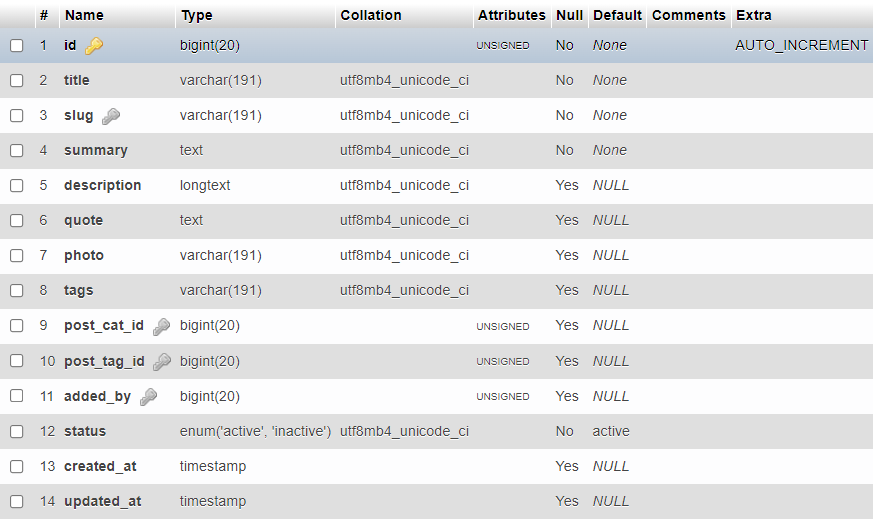 # Name Type Collation Attributes Null Default Comments Extra
1 id bigint(20) UNSIGNED No None AUTO_INCREMENT
2 title varchar(191) utf8mb4_unicode_ci No None
3 slug varchar(191) utf8mb4_unicode_ci No None
4 summary text utf8mb4_unicode_ci No None
5 description longtext utf8mb4_unicode_ci Yes NULL
6 quote text utf8mb4_unicode_ci Yes NULL
7 photo varchar(191) utf8mb4_unicode_ci Yes NULL
8 tags varchar(191) utf8mb4_unicode_ci Yes NULL
9 post_cat_id bigint(20) UNSIGNED Yes NULL
10 post_tag_id bigint(20) UNSIGNED Yes NULL
11 added_by bigint(20) UNSIGNED Yes NULL
12 status enum('active', 'inactive') utf8mb4_unicode_ci No active
13 created_at timestamp Yes NULL
14 updated_at timestamp Yes NULL